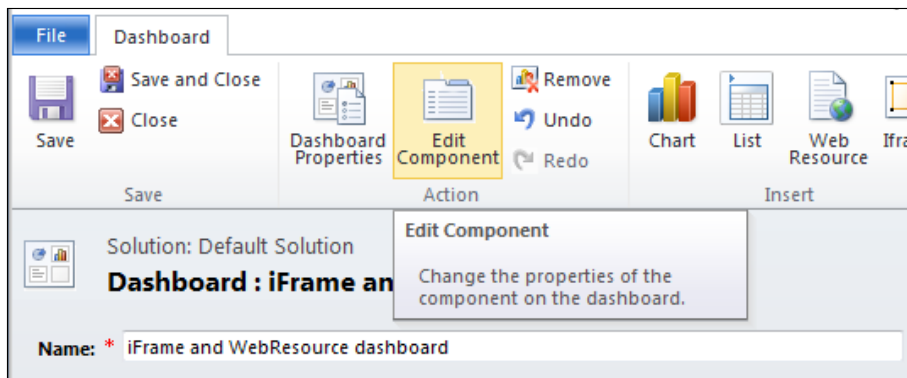 File
Dashboard
Save
Save and Close
Close
Dashboard
Properties
Edit
Component
Remove
Undo
Redo
Chart
List
Web
Resource
Save
Action
Insert
Solution: Default Solution
Dashboard : iFrame an
Edit Component
Change the properties of the
component on the dashboard.
Name: * iFrame and WebResource dashboard